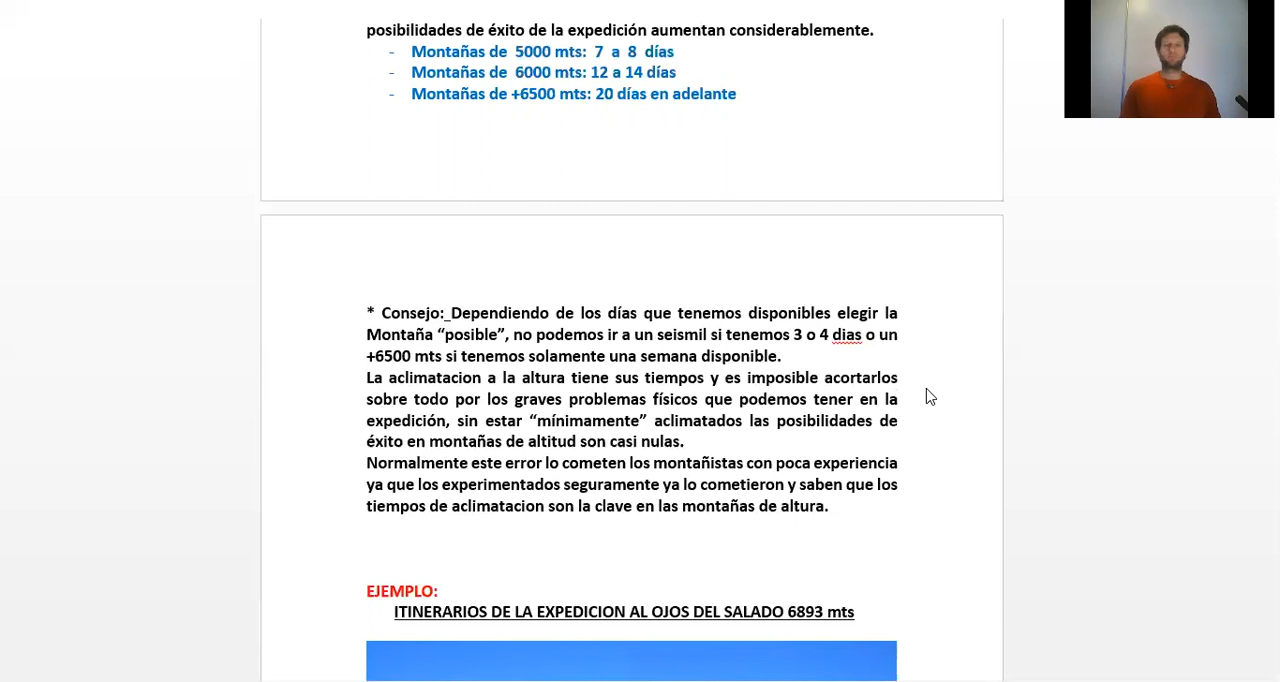 posibilidades de éxito de la expedición aumentan considerablemente.
- Montañas de 5000 mts: 7 a 8 días
- Montañas de 6000 mts: 12 a 14 días
- Montañas de +6500 mts: 20 días en adelante
* Consejo: Dependiendo de los días que tenemos disponibles elegir la
Montaña “posible”, no podemos ir a un seismil si tenemos 3 o 4 dias o un
+6500 mts si tenemos solamente una semana disponible.
La aclimatacion a la altura tiene sus tiempos y es imposible acortarlos
sobre todo por los graves problemas físicos que podemos tener en la
expedición, sin estar “mínimamente” aclimatados las posibilidades de
éxito en montañas de altitud son casi nulas.
Normalmente este error lo cometen los montañistas con poca experiencia
ya que los experimentados seguramente ya lo cometieron y saben que los
tiempos de aclimatacion son la clave en las montañas de altura.
EJEMPLO:
ITINERARIOS DE LA EXPEDICION AL OJOS DEL SALADO 6893 mts